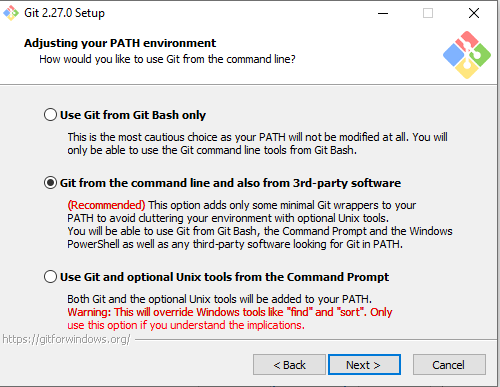 Git 2.27.0 Setup
Adjusting your PATH environment
How would you like to use Git from the command line?
Use Git from Git Bash only
This is the most cautious choice as your PATH will not be modified at all. You will
only be able to use the Git command line tools from Git Bash.
Git from the command line and also from 3rd-party software
(Recommended) This option adds only some minimal Git wrappers to your
PATH to avoid cluttering your environment with optional Unix tools.
You will be able to use Git from Git Bash, the Command Prompt and the Windows
PowerShell as well as any third-party software looking for Git in PATH.
Use Git and optional Unix tools from the Command Prompt
Both Git and the optional Unix tools will be added to your PATH.
Warning: This will override Windows tools like "find" and "sort". Only
use this option if you understand the implications.
https://gitforwindows.org/
< Back Next > Cancel